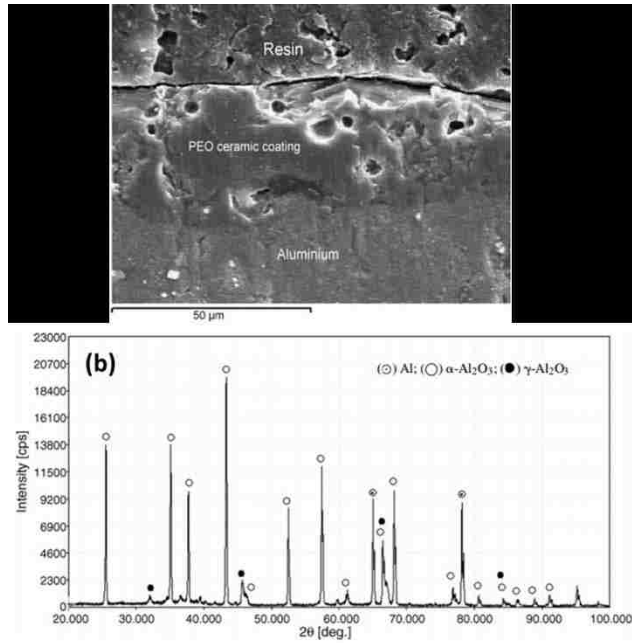 Resin
PEO ceramic coating
Aluminium
50 µm
(b)
(⊙) Al; (○) α-Al2O3; (●) γ-Al2O3
Intensity [cps]
23000
20700
18400
16100
13800
11500
9200
6900
4600
2300
0
20.000 30.000 40.000 50.000 60.000 70.000 80.000 90.000 100.000
2θ [deg.]